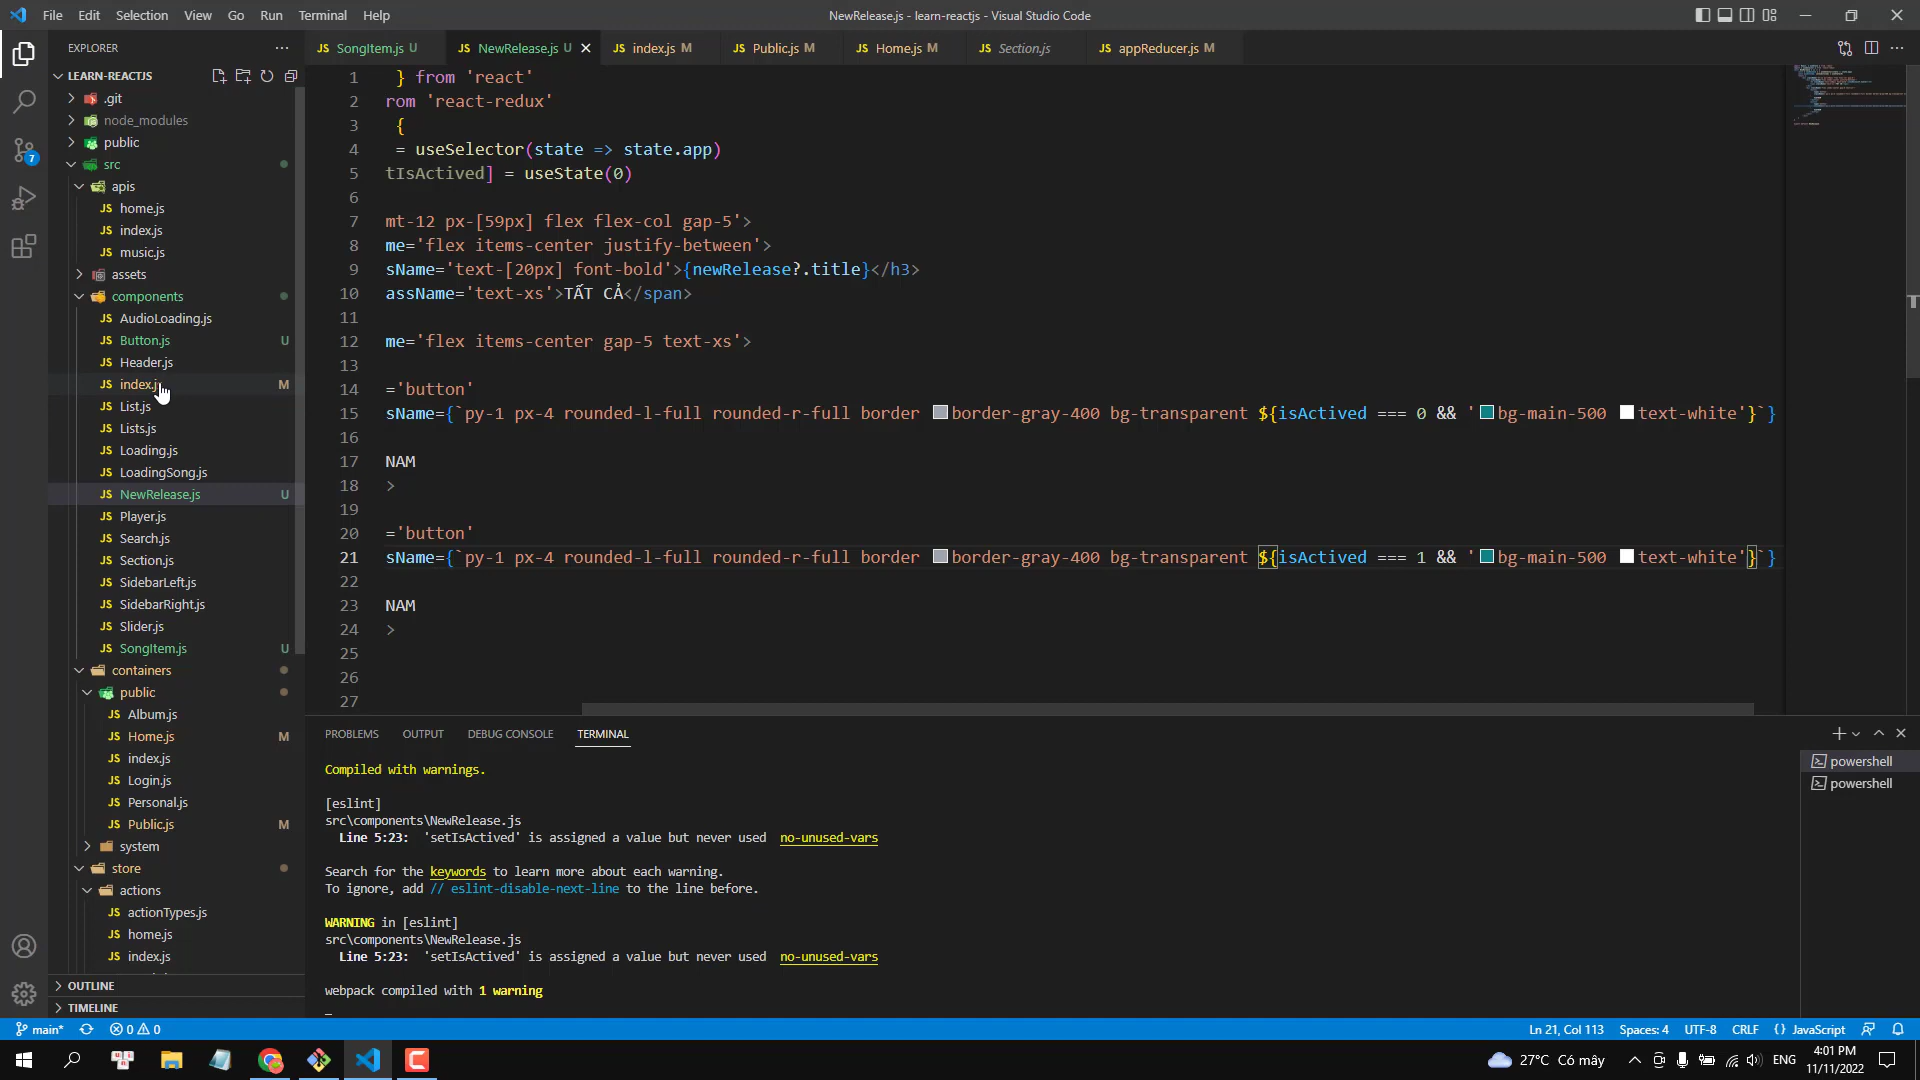 File Edit Selection View Go Run Terminal Help
NewRelease.js - learn-reactjs - Visual Studio Code
EXPLORER
LEARN-REACTJS
.git
node_modules
public
src
apis
JS home.js
JS index.js
JS music.js
assets
components
JS AudioLoading.js
JS Button.js U
JS Header.js
JS index.js M
JS List.js
JS Lists.js
JS Loading.js
JS LoadingSong.js
JS NewRelease.js U
JS Player.js
JS Search.js
JS Section.js
JS SidebarLeft.js
JS SidebarRight.js
JS Slider.js
JS SongItem.js U
containers
public
JS Album.js
JS Home.js M
JS index.js
JS Login.js
JS Personal.js
JS Public.js M
system
store
actions
JS actionTypes.js
JS home.js
JS index.js
OUTLINE
TIMELINE
7
JS SongItem.js U JS NewRelease.js U JS index.js M JS Public.js M JS Home.js M JS Section.js JS appReducer.js M
1 } from 'react'
2 rom 'react-redux'
3 {
4 = useSelector(state => state.app)
5 tIsActived] = useState(0)
6
7 mt-12 px-[59px] flex flex-col gap-5'>
8 me='flex items-center justify-between'>
9 sName='text-[20px] font-bold'>{newRelease?.title}</h3>
10 assName='text-xs'>TẤT CẢ</span>
11
12 me='flex items-center gap-5 text-xs'>
13
14 ='button'
15 sName={`py-1 px-4 rounded-l-full rounded-r-full border border-gray-400 bg-transparent ${isActived === 0 && 'bg-main-500 text-white'}`}
16
17 NAM
18 >
19
20 ='button'
21 sName={`py-1 px-4 rounded-l-full rounded-r-full border border-gray-400 bg-transparent ${isActived === 1 && 'bg-main-500 text-white'}`}
22
23 NAM
24 >
25
26
27
PROBLEMS OUTPUT DEBUG CONSOLE TERMINAL
Compiled with warnings.
[eslint]
src\components\NewRelease.js
Line 5:23: 'setIsActived' is assigned a value but never used no-unused-vars
Search for the keywords to learn more about each warning.
To ignore, add // eslint-disable-next-line to the line before.
WARNING in [eslint]
src\components\NewRelease.js
Line 5:23: 'setIsActived' is assigned a value but never used no-unused-vars
webpack compiled with 1 warning
powershell
powershell
main* 0 0
Ln 21, Col 113 Spaces: 4 UTF-8 CRLF {} JavaScript
27°C Có mây
ENG
4:01 PM
11/11/2022